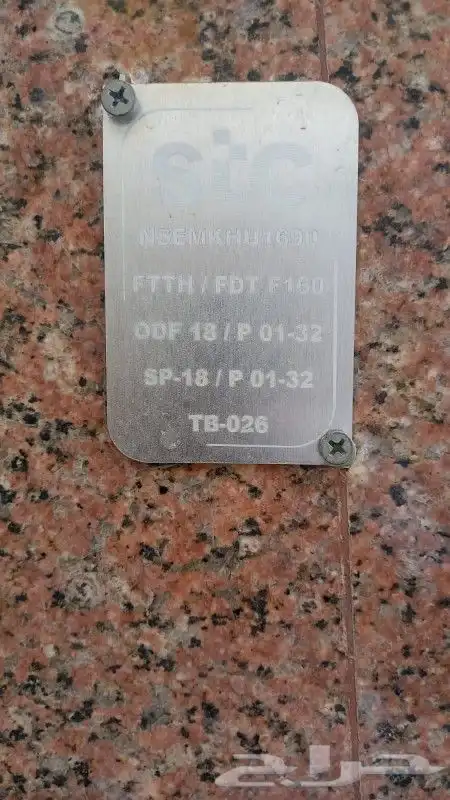 stc
FTTH / FDT F160
ODF 18 / P 01-32
SP-18 / P 01-32
TB-026
حراج